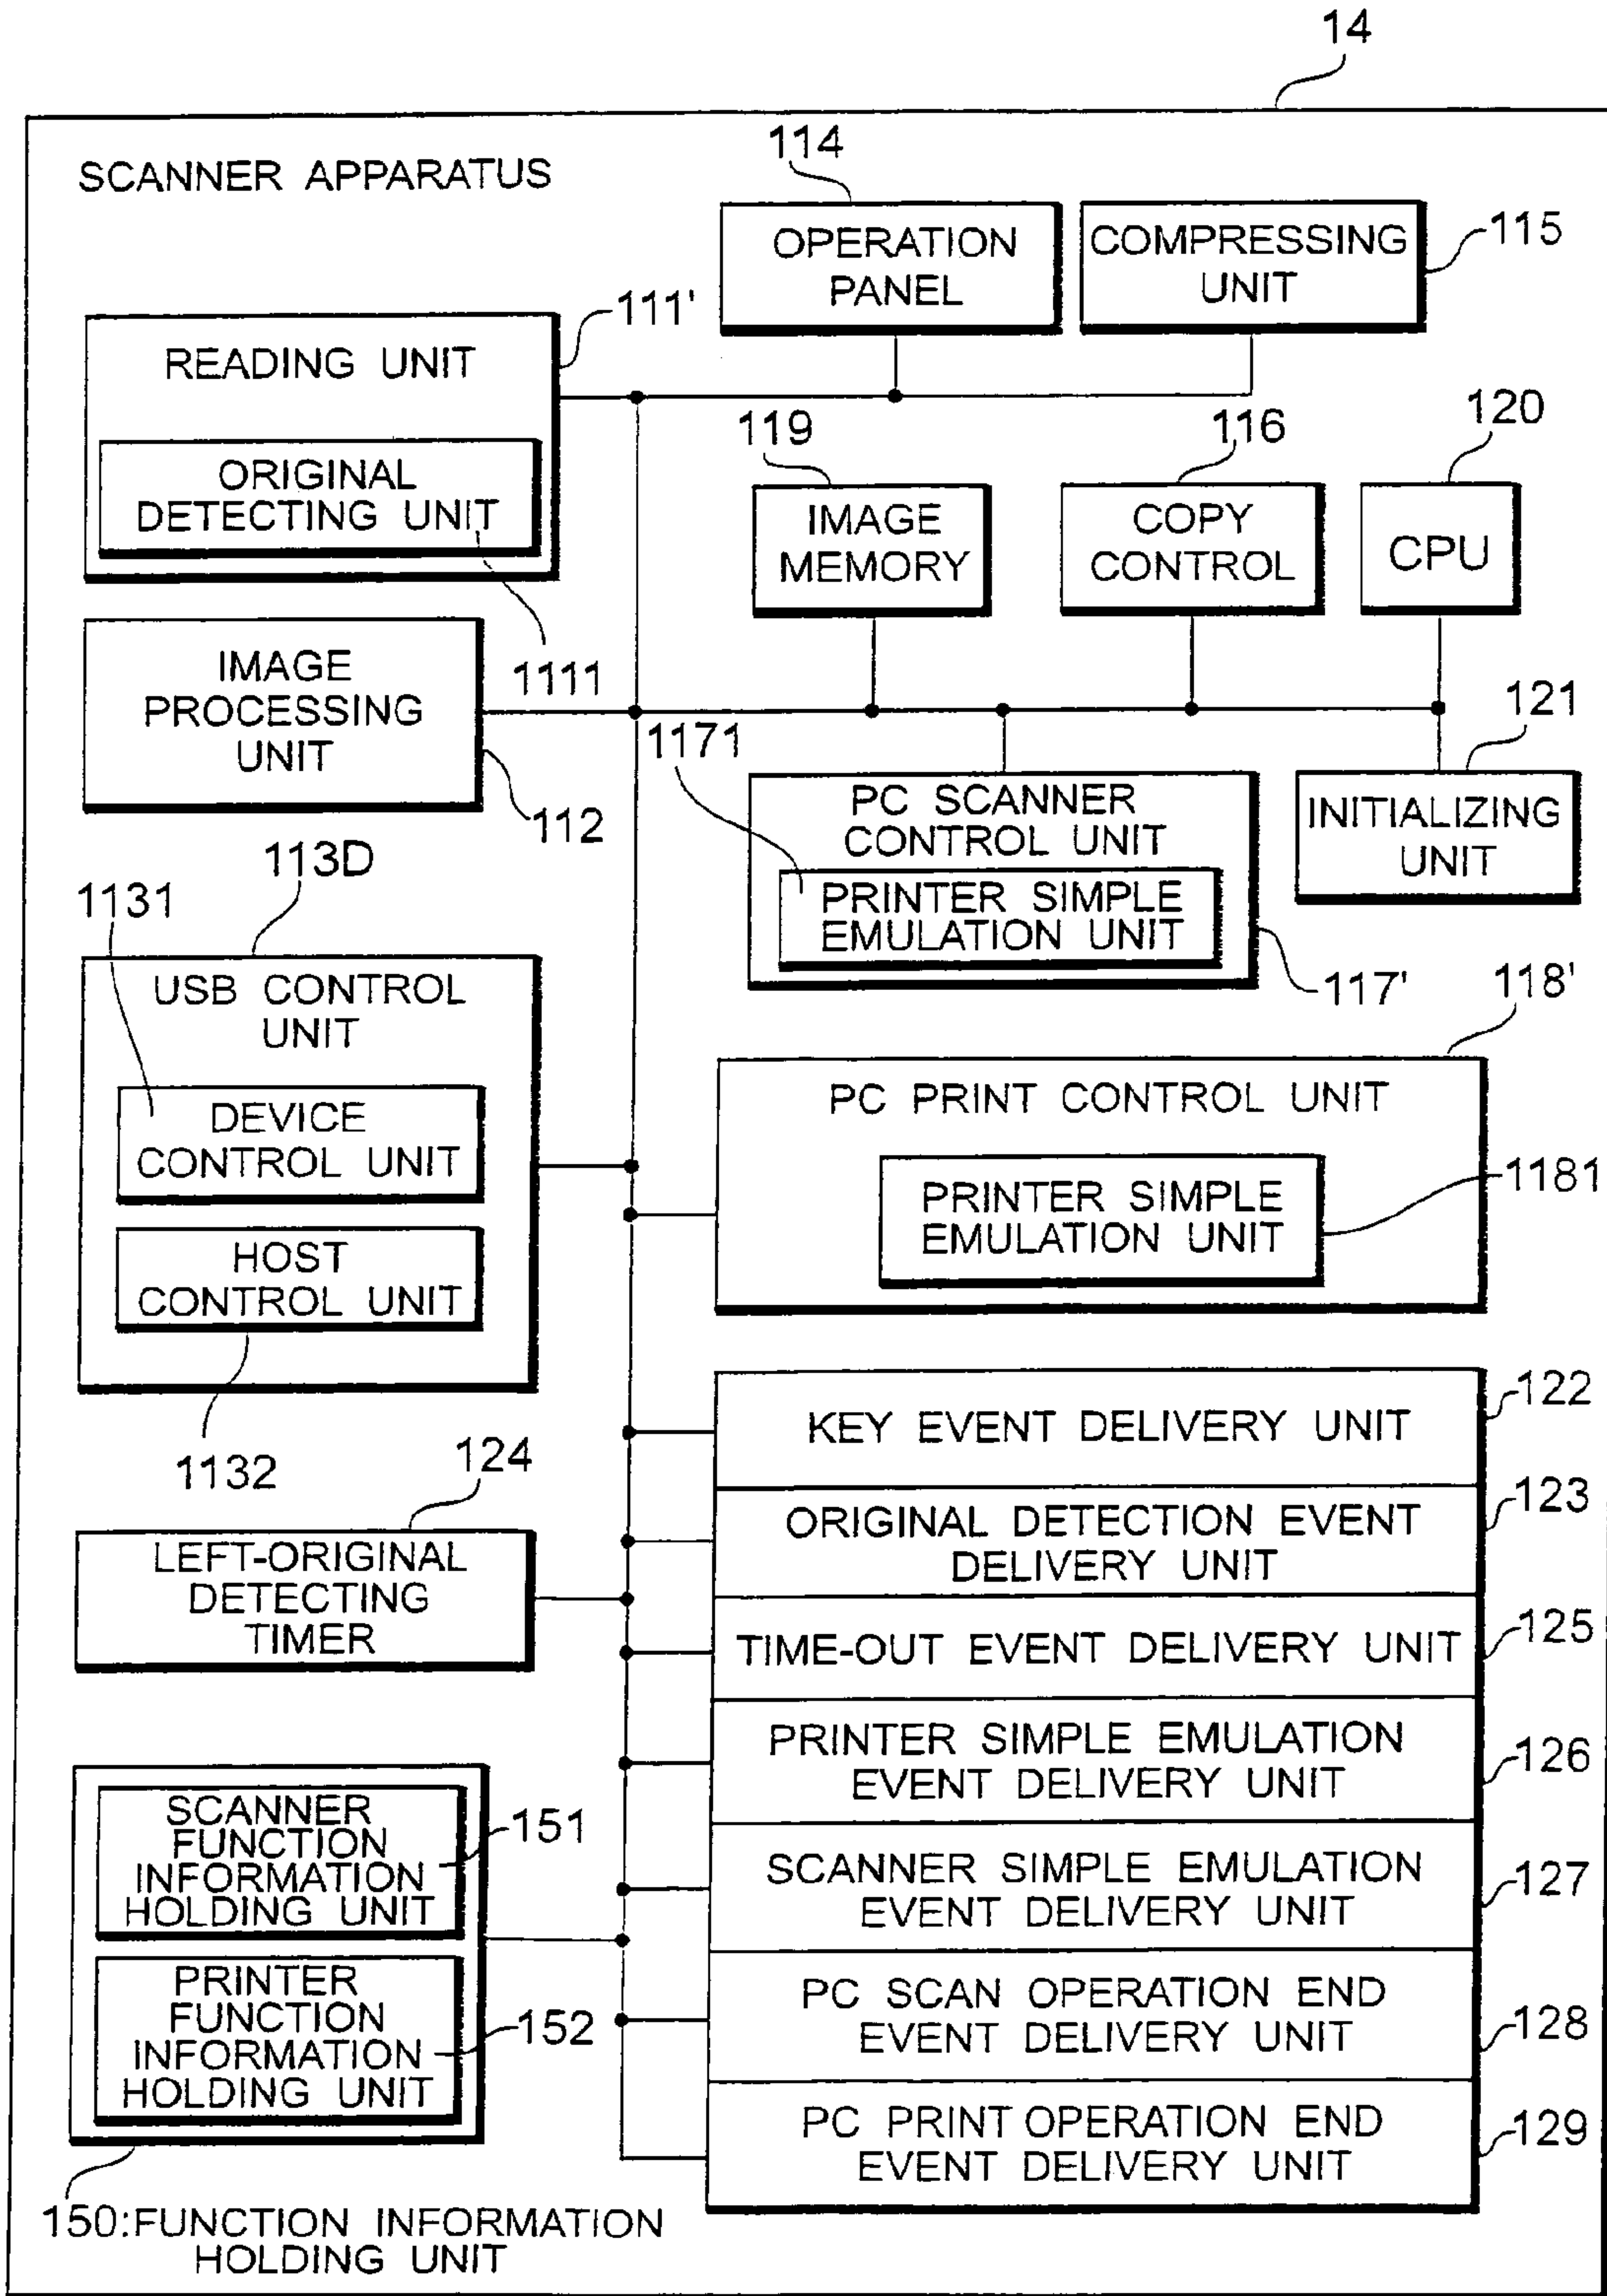 14
SCANNER APPARATUS
114
OPERATION
PANEL
COMPRESSING
UNIT
115
111'
READING UNIT
ORIGINAL
DETECTING UNIT
1111
119
IMAGE
MEMORY
116
COPY
CONTROL
120
CPU
IMAGE
PROCESSING
UNIT
112
1171
PC SCANNER
CONTROL UNIT
PRINTER SIMPLE
EMULATION UNIT
117'
121
INITIALIZING
UNIT
113D
1131
USB CONTROL
UNIT
DEVICE
CONTROL UNIT
HOST
CONTROL UNIT
1132
118'
PC PRINT CONTROL UNIT
PRINTER SIMPLE
EMULATION UNIT
1181
124
LEFT-ORIGINAL
DETECTING
TIMER
KEY EVENT DELIVERY UNIT
122
ORIGINAL DETECTION EVENT
DELIVERY UNIT
123
TIME-OUT EVENT DELIVERY UNIT
125
PRINTER SIMPLE EMULATION
EVENT DELIVERY UNIT
126
SCANNER SIMPLE EMULATION
EVENT DELIVERY UNIT
127
PC SCAN OPERATION END
EVENT DELIVERY UNIT
128
PC PRINT OPERATION END
EVENT DELIVERY UNIT
129
SCANNER
FUNCTION
INFORMATION
HOLDING UNIT
151
PRINTER
FUNCTION
INFORMATION
HOLDING UNIT
152
150:FUNCTION INFORMATION
HOLDING UNIT